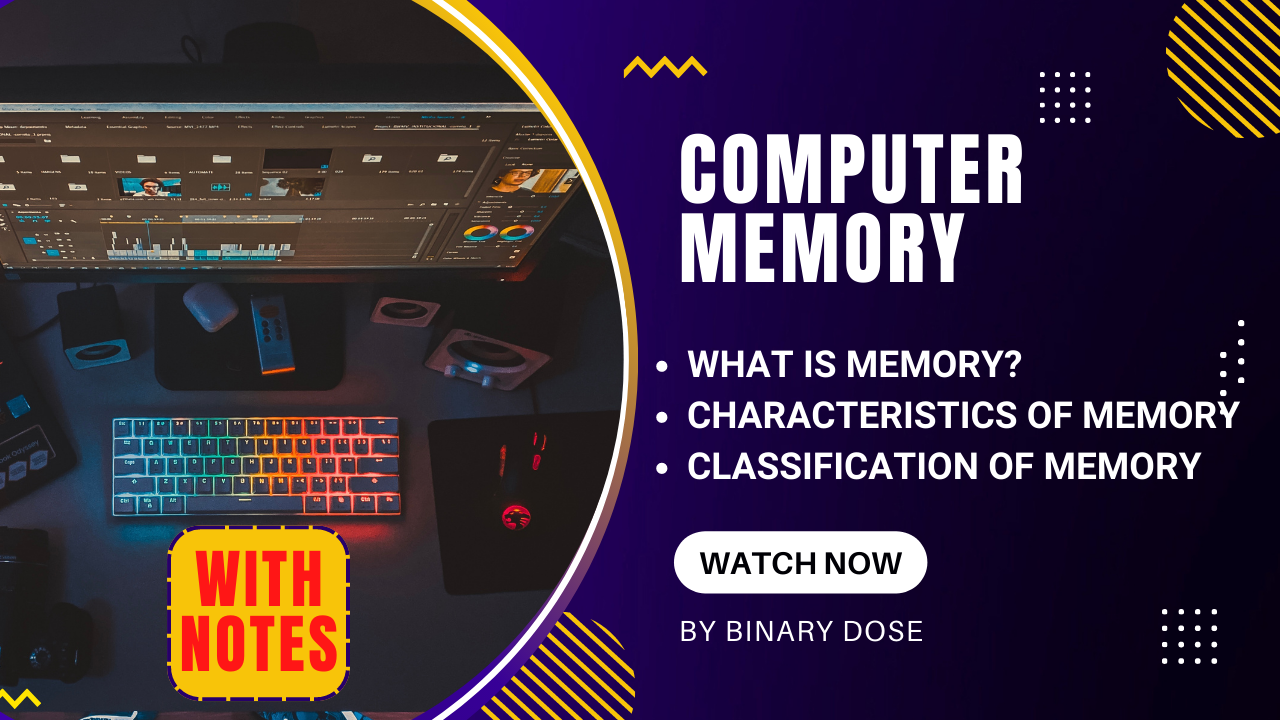 COMPUTER
MEMORY
WHAT IS MEMORY?
CHARACTERISTICS OF MEMORY
CLASSIFICATION OF MEMORY
WATCH NOW
BY BINARY DOSE
WITH
NOTES